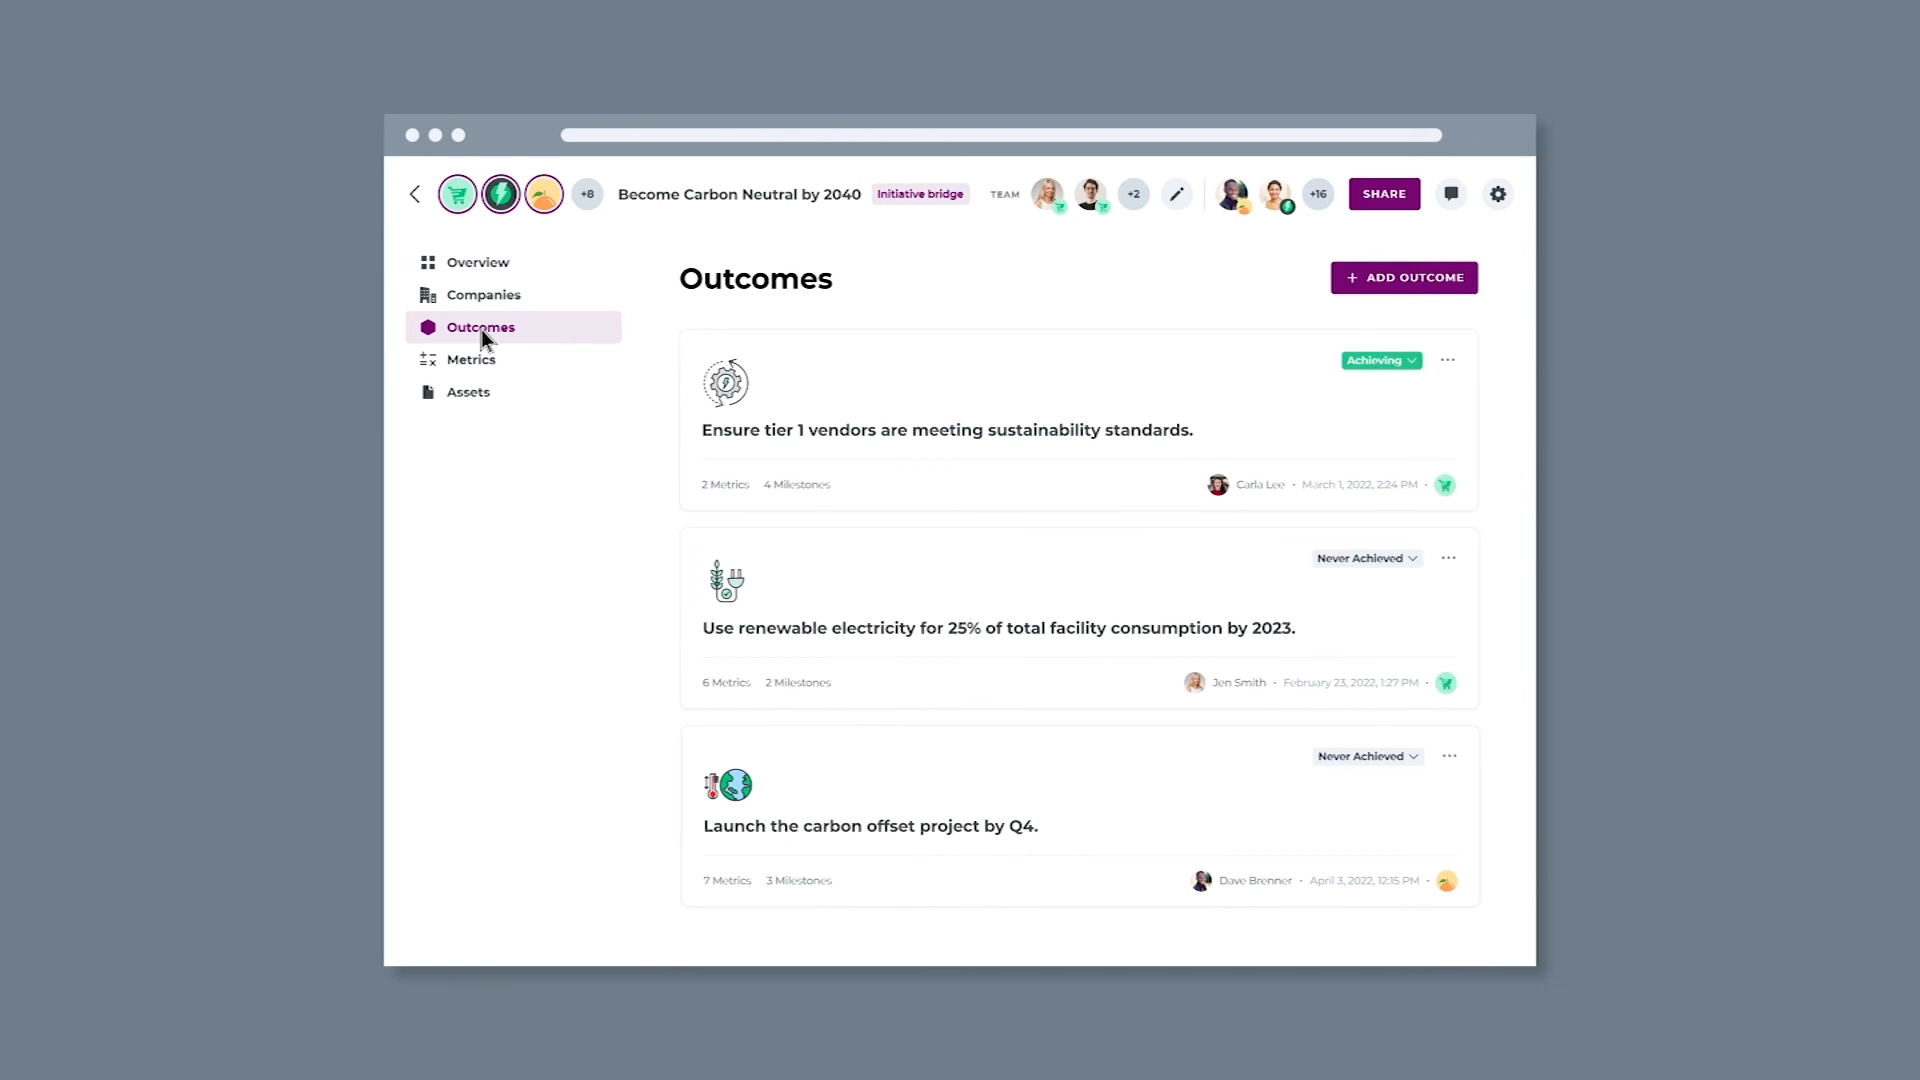 +8 Become Carbon Neutral by 2040 Initiative bridge TEAM +2 +16 SHARE
Overview
Companies
Outcomes
Metrics
Assets
Outcomes
+ ADD OUTCOME
Achieving
Ensure tier 1 vendors are meeting sustainability standards.
2 Metrics 4 Milestones Carla Lee · March 1, 2022, 2:24 PM ·
Never Achieved
Use renewable electricity for 25% of total facility consumption by 2023.
6 Metrics 2 Milestones Jen Smith · February 23, 2022, 1:27 PM ·
Never Achieved
Launch the carbon offset project by Q4.
7 Metrics 3 Milestones Dave Brenner · April 3, 2022, 12:15 PM ·